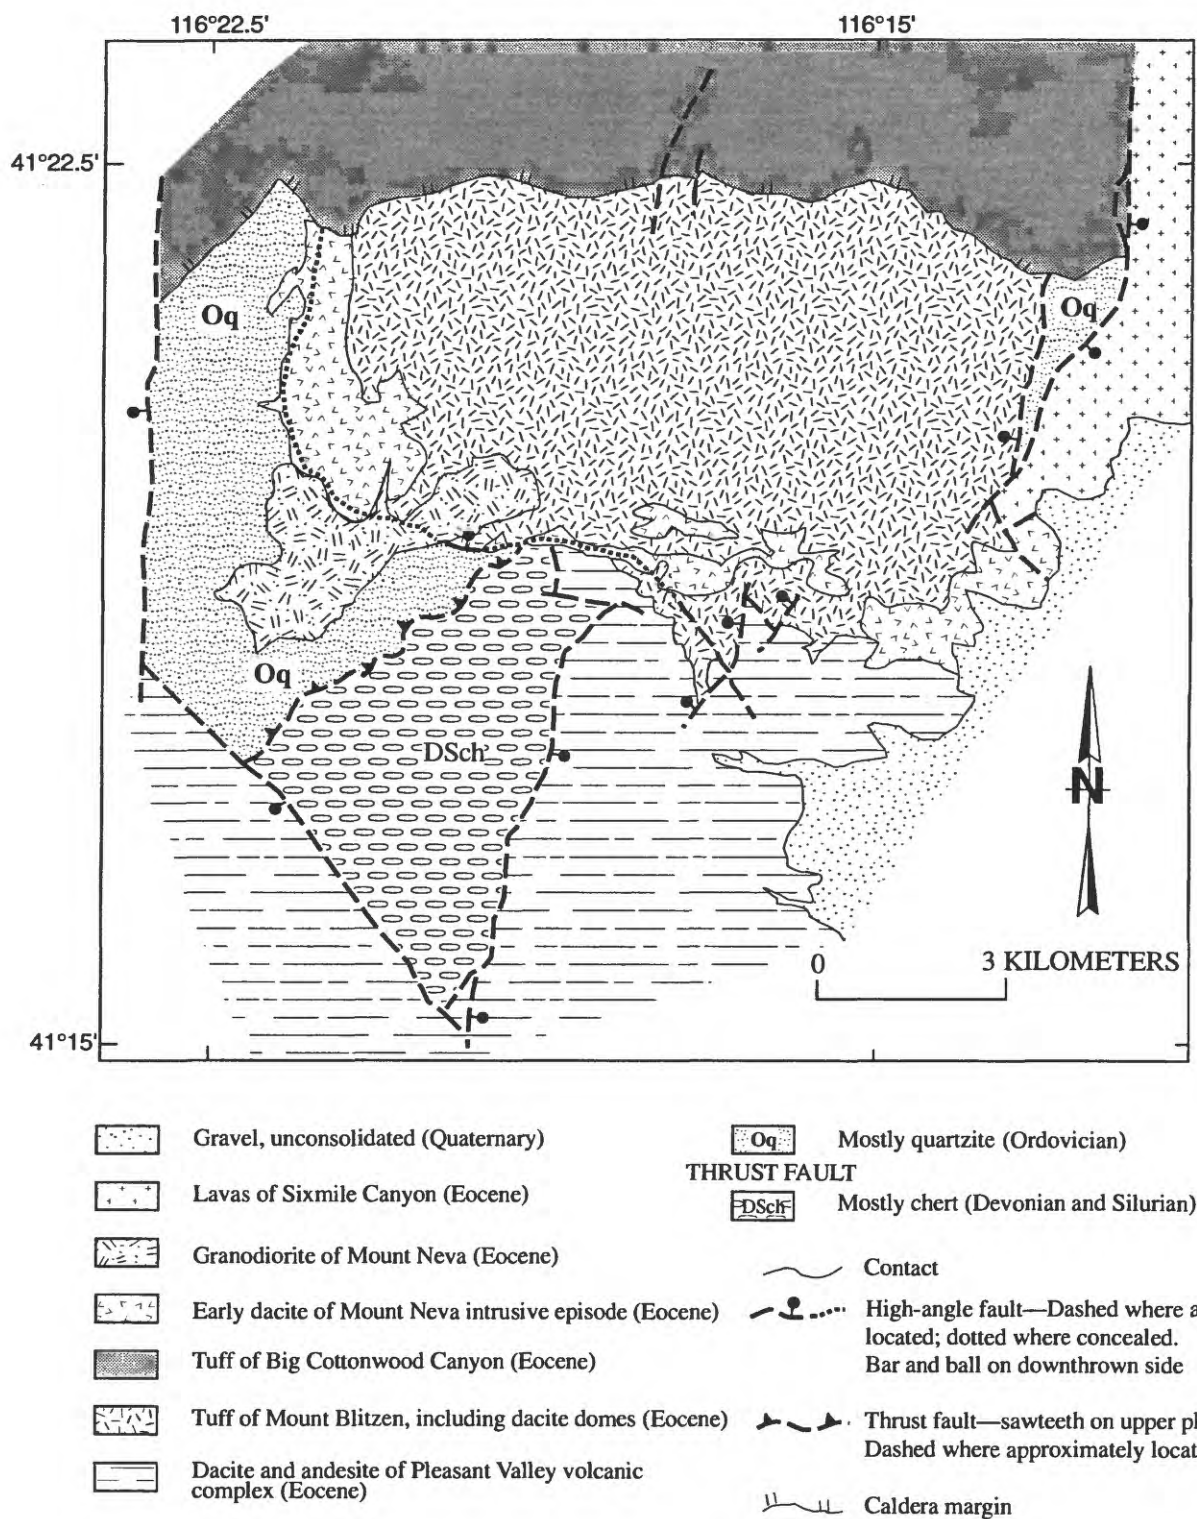 116°22.5'
116°15'
41°22.5'
Oq
Oq
Oq
DSch
N
0
3 KILOMETERS
41°15'
Gravel, unconsolidated (Quaternary)
Lavas of Sixmile Canyon (Eocene)
Granodiorite of Mount Neva (Eocene)
Early dacite of Mount Neva intrusive episode (Eocene)
Tuff of Big Cottonwood Canyon (Eocene)
Tuff of Mount Blitzen, including dacite domes (Eocene)
Dacite and andesite of Pleasant Valley volcanic
complex (Eocene)
Oq
Mostly quartzite (Ordovician)
THRUST FAULT
DSch
Mostly chert (Devonian and Silurian)
Contact
High-angle fault—Dashed where a
located; dotted where concealed.
Bar and ball on downthrown side
Thrust fault—sawteeth on upper pl
Dashed where approximately locat
Caldera margin